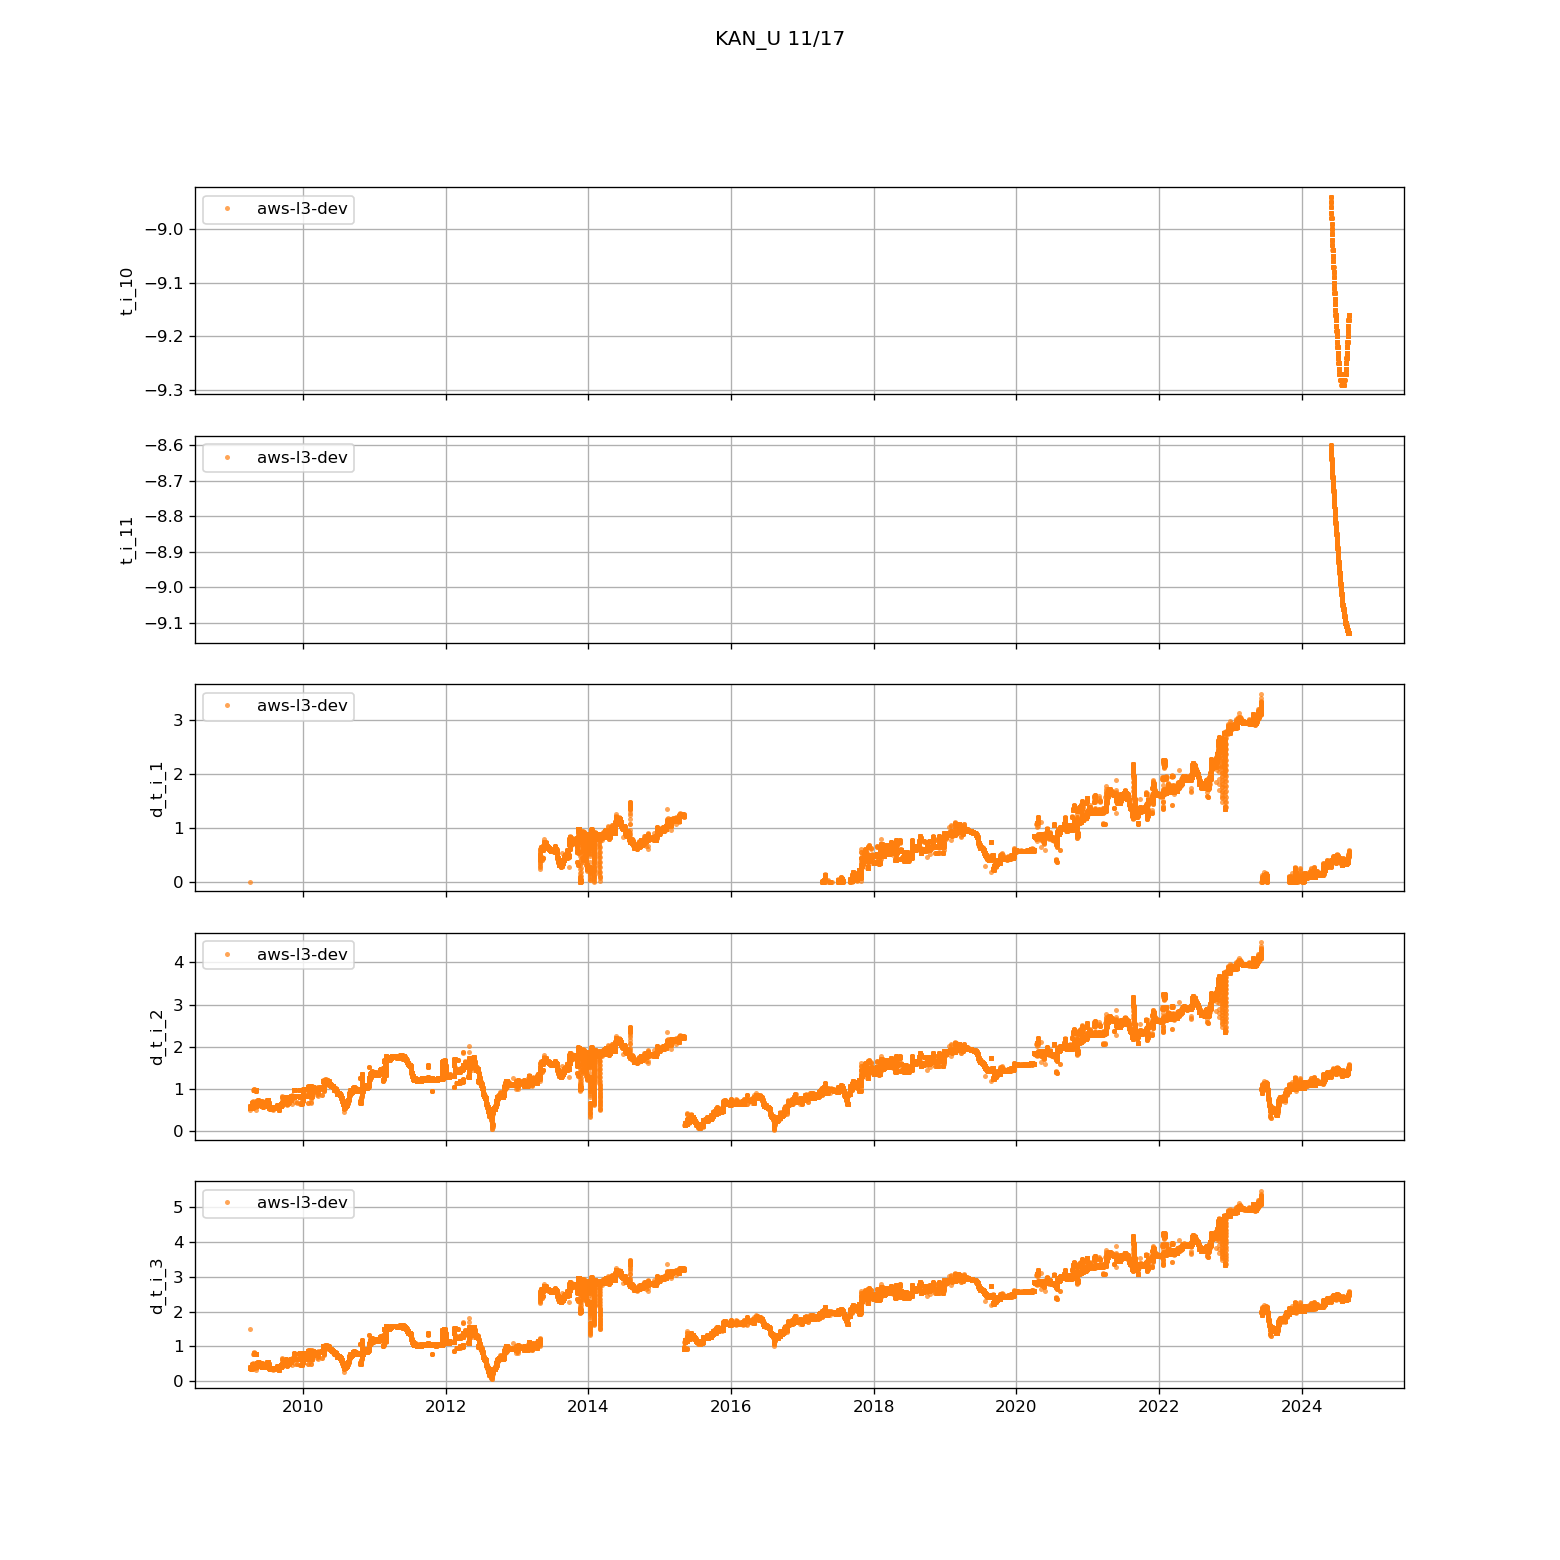 KAN_U 11/17
aws-l3-dev
t_i_10
−9.0
−9.1
−9.2
−9.3
aws-l3-dev
t_i_11
−8.6
−8.7
−8.8
−8.9
−9.0
−9.1
aws-l3-dev
d_t_i_1
3
2
1
0
aws-l3-dev
d_t_i_2
4
3
2
1
0
aws-l3-dev
d_t_i_3
5
4
3
2
1
0
2010 2012 2014 2016 2018 2020 2022 2024